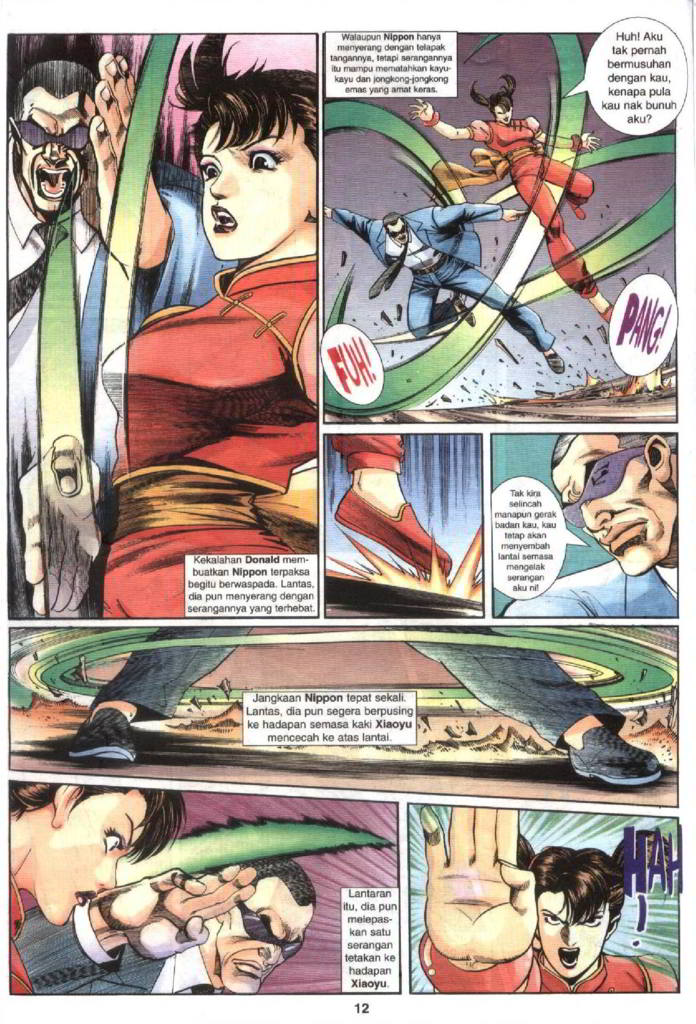 Kekalahan Donald mem-
buatkan Nippon terpaksa
begitu berwaspada. Lantas,
dia pun menyerang dengan
serangannya yang terhebat.
Walaupun Nippon hanya
menyerang dengan telapak
tangannya, tetapi serangannya
itu mampu mematahkan kayu-
kayu dan jongkong-jongkong
emas yang amat keras.
Huh! Aku
tak pernah
bermusuhan
dengan kau,
kenapa pula
kau nak bunuh
aku?
FUH!
PANG!
Tak kira
selincah
manapun gerak
badan kau, kau
tetap akan
menyembah
lantai semasa
mengelak
serangan
aku ni!
Jangkaan Nippon tepat sekali.
Lantas, dia pun segera berpusing
ke hadapan semasa kaki Xiaoyu
mencecah ke atas lantai.
Lantaran
itu, dia pun
melepas-
kan satu
serangan
tetakan ke
hadapan
Xiaoyu.
HAH!
12